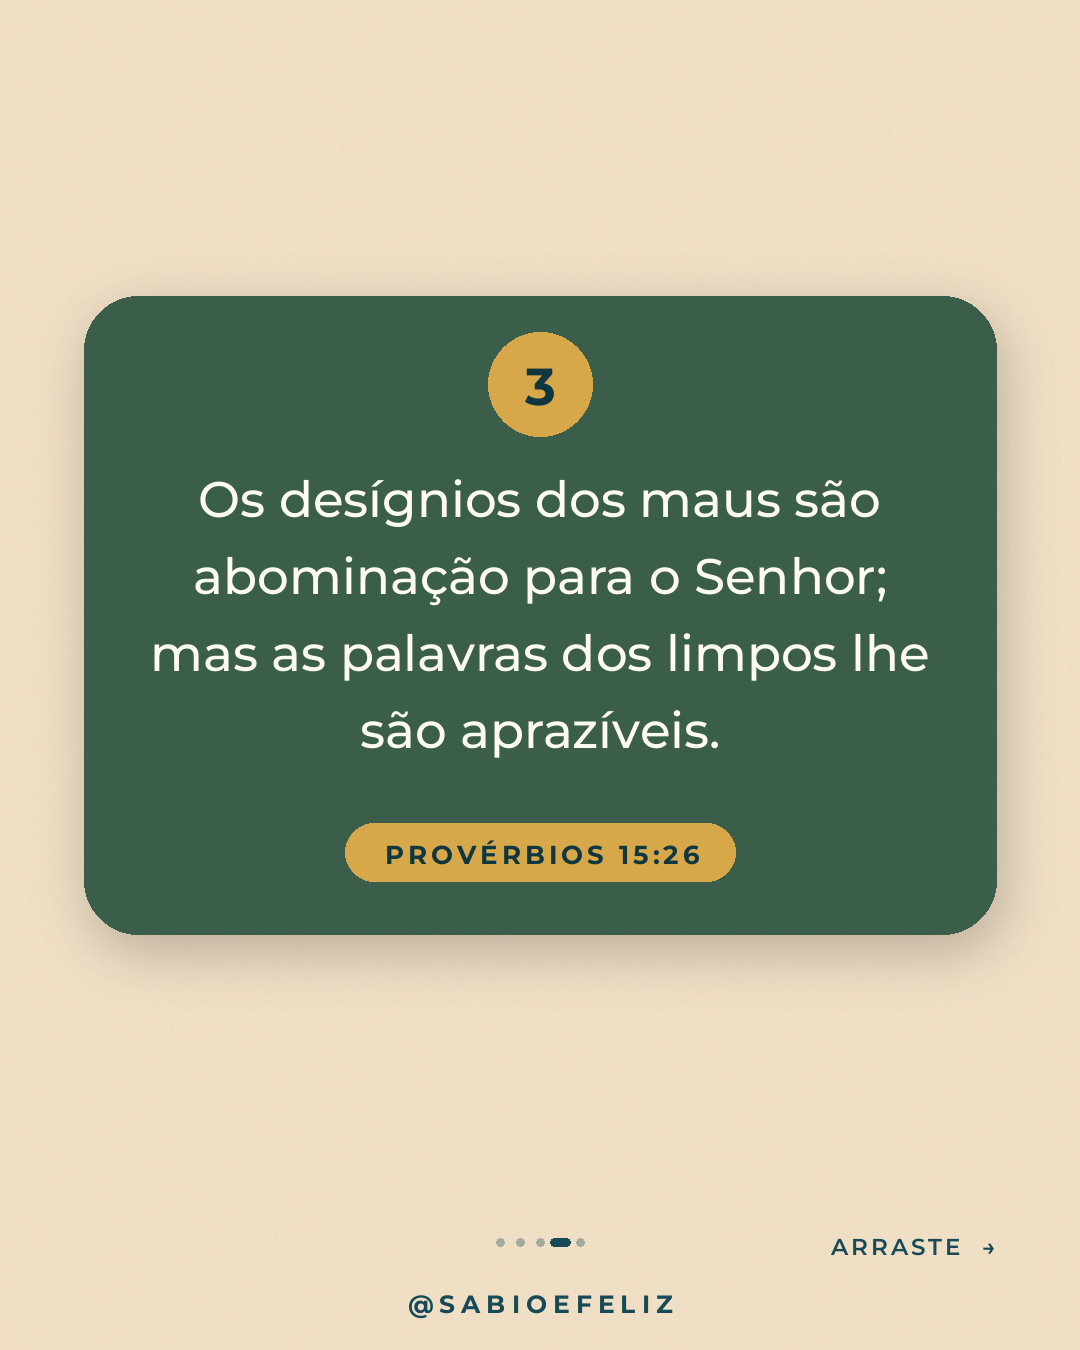 3
Os desígnios dos maus são
abominação para o Senhor;
mas as palavras dos limpos lhe
são aprazíveis.
PROVÉRBIOS 15:26
ARRASTE →
@SABIOEFELIZ